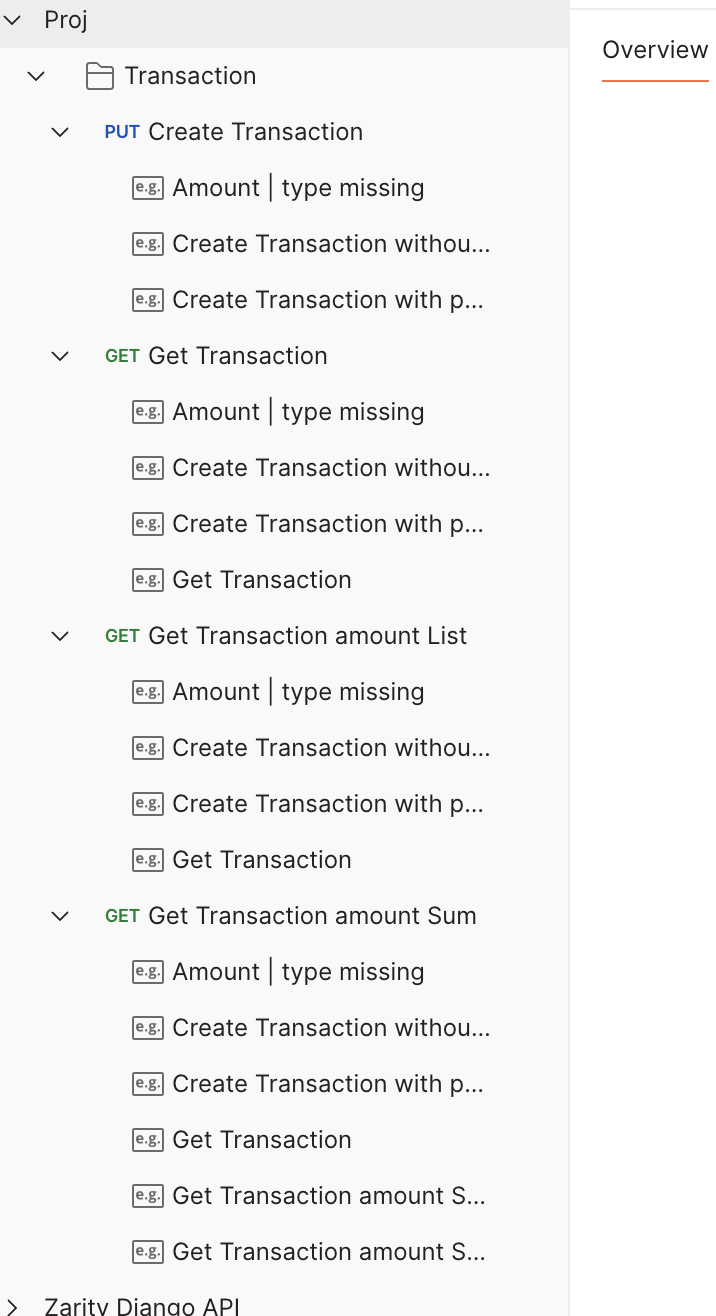 Proj
Overview
Transaction
PUT Create Transaction
e.g. Amount | type missing
e.g. Create Transaction withou...
e.g. Create Transaction with p...
GET Get Transaction
e.g. Amount | type missing
e.g. Create Transaction withou...
e.g. Create Transaction with p...
e.g. Get Transaction
GET Get Transaction amount List
e.g. Amount | type missing
e.g. Create Transaction withou...
e.g. Create Transaction with p...
e.g. Get Transaction
GET Get Transaction amount Sum
e.g. Amount | type missing
e.g. Create Transaction withou...
e.g. Create Transaction with p...
e.g. Get Transaction
e.g. Get Transaction amount S...
e.g. Get Transaction amount S...
Zarity Django API